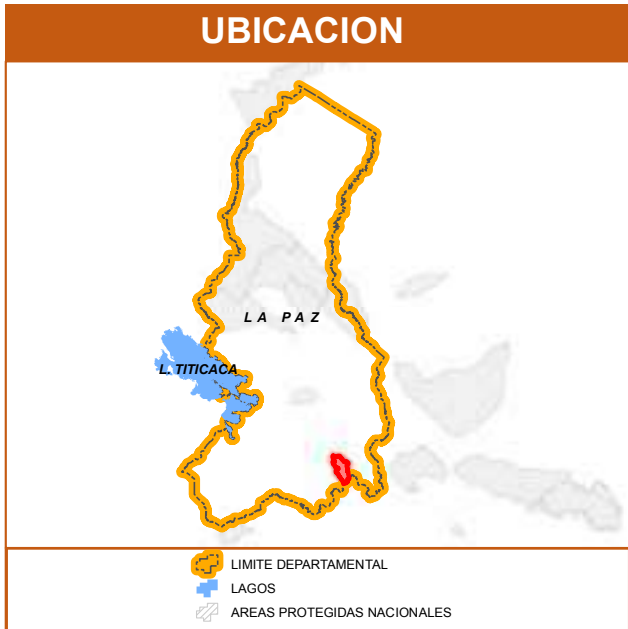 UBICACION
L A P A Z
L. TITICACA
LIMITE DEPARTAMENTAL
LAGOS
AREAS PROTEGIDAS NACIONALES